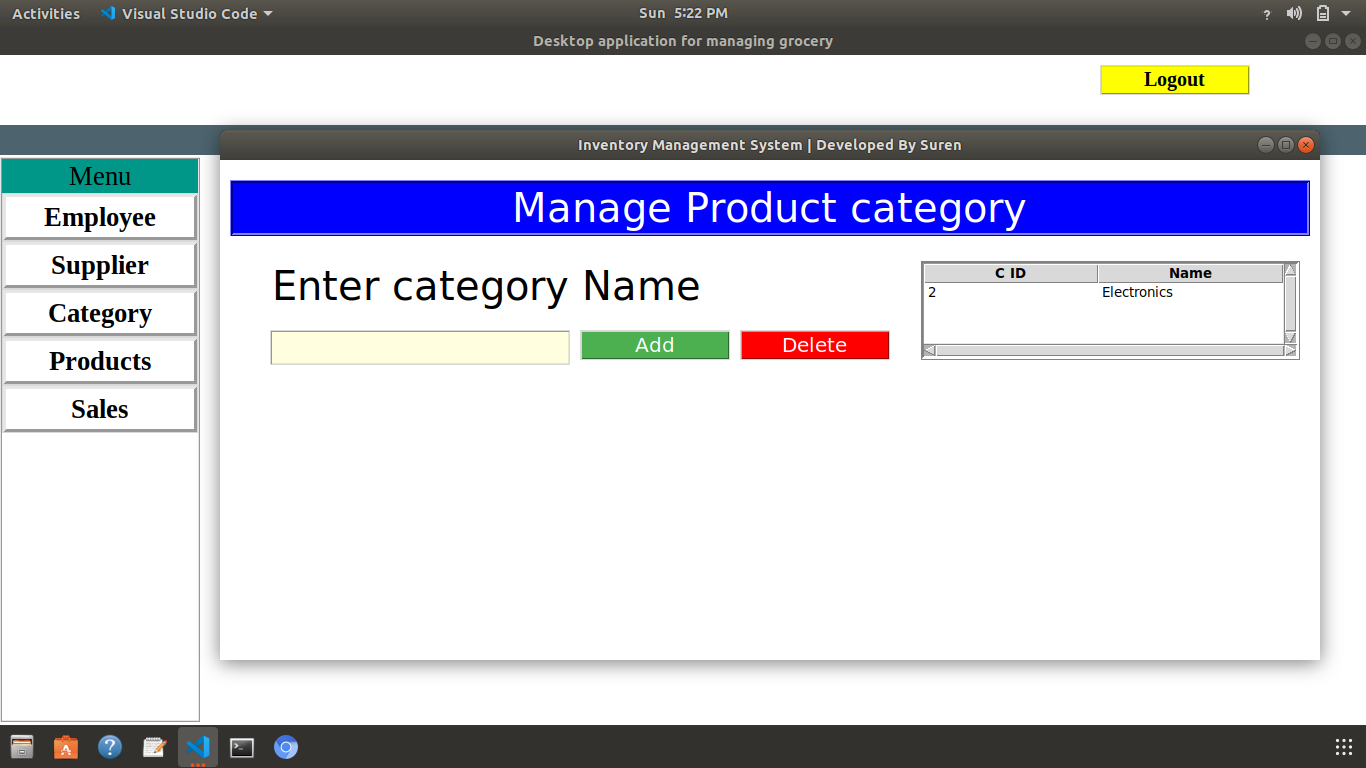 Activities Visual Studio Code Sun 5:22 PM ?
Desktop application for managing grocery
Logout
Inventory Management System | Developed By Suren
Menu
Employee
Supplier
Category
Products
Sales
Manage Product category
Enter category Name
Add Delete
C ID Name
2 Electronics